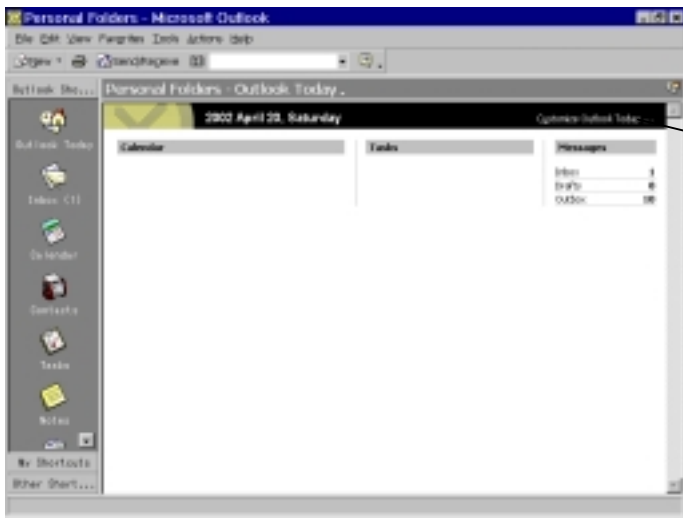 Personal Folders - Microsoft Outlook
File Edit View Favorites Tools Actions Help
New Send/Receive
Outlook Sho... Personal Folders - Outlook Today .
2002 April 20, Saturday Customize Outlook Today ...
Outlook Today
Calendar Tasks Messages
Inbox 1
Drafts 0
Outbox 10
Inbox (1)
Calendar
Contacts
Tasks
Notes
My Shortcuts
Other Short...